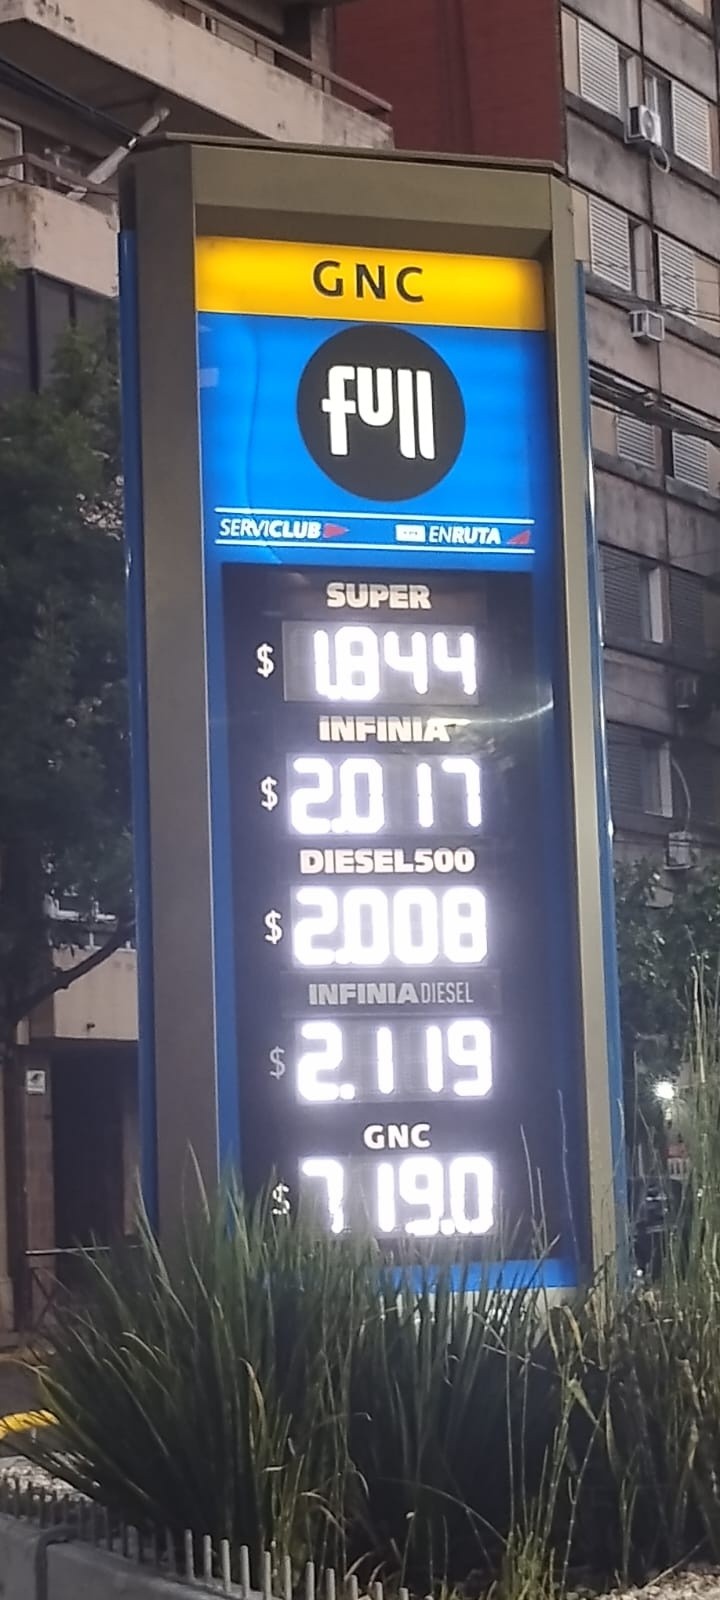 GNC
full
SERVICLUB ENRUTA
SUPER
$ 1.844
INFINIA
$ 2.017
DIESEL500
$ 2.008
INFINIA DIESEL
$ 2.119
GNC
$ 719.0